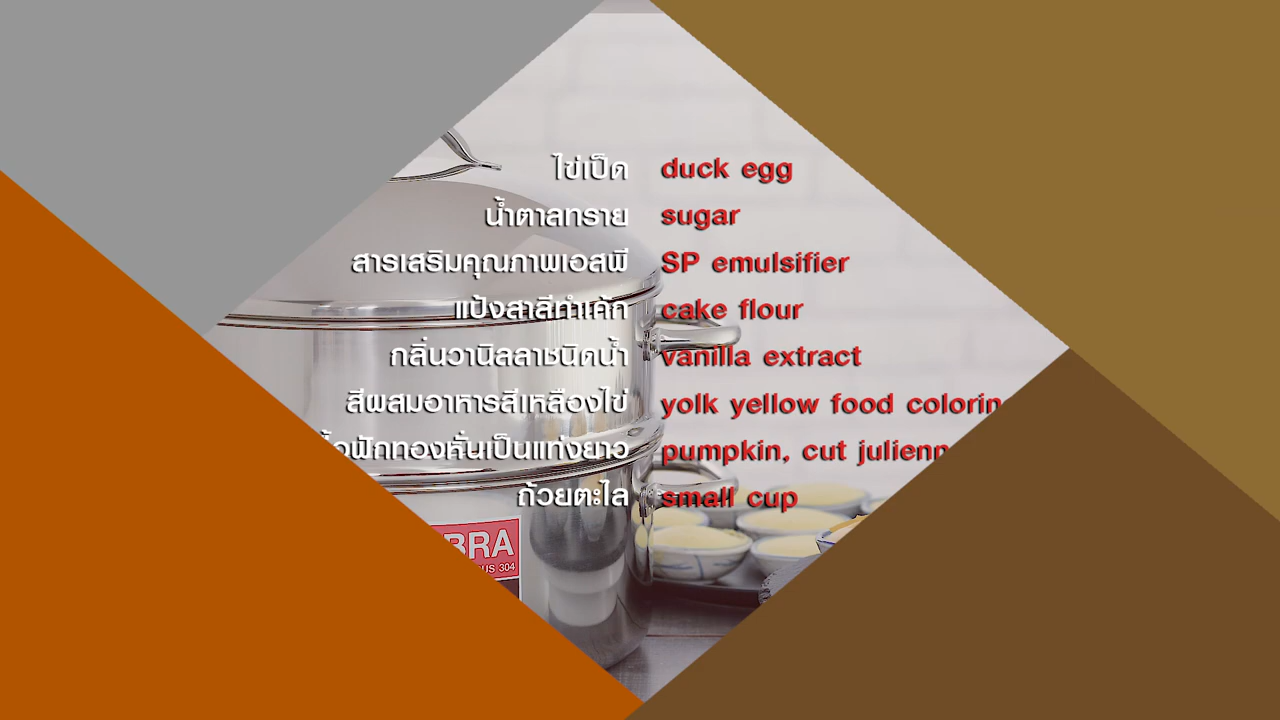 ไข่เป็ด duck egg
น้ำตาลทราย sugar
สารเสริมคุณภาพเอสพี SP emulsifier
แป้งสาลีทำเค้ก cake flour
กลิ่นวานิลลาชนิดน้ำ vanilla extract
สีผสมอาหารสีเหลืองไข่ yolk yellow food colorin
ฟักทองหั่นเป็นแท่งยาว pumpkin, cut julienn
ถ้วยตะไล small cup
BRA
US 304